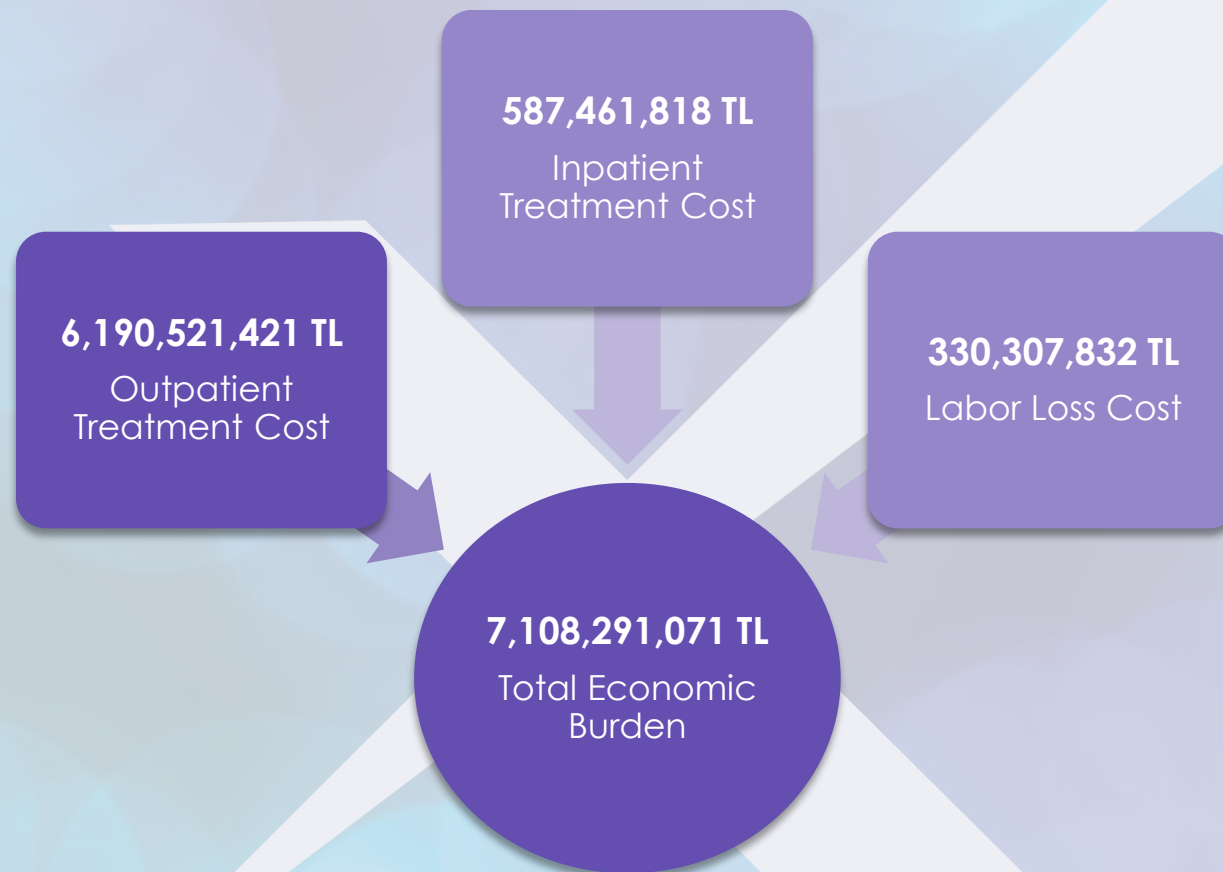 587,461,818 TL
Inpatient
Treatment Cost
6,190,521,421 TL
Outpatient
Treatment Cost
330,307,832 TL
Labor Loss Cost
7,108,291,071 TL
Total Economic
Burden